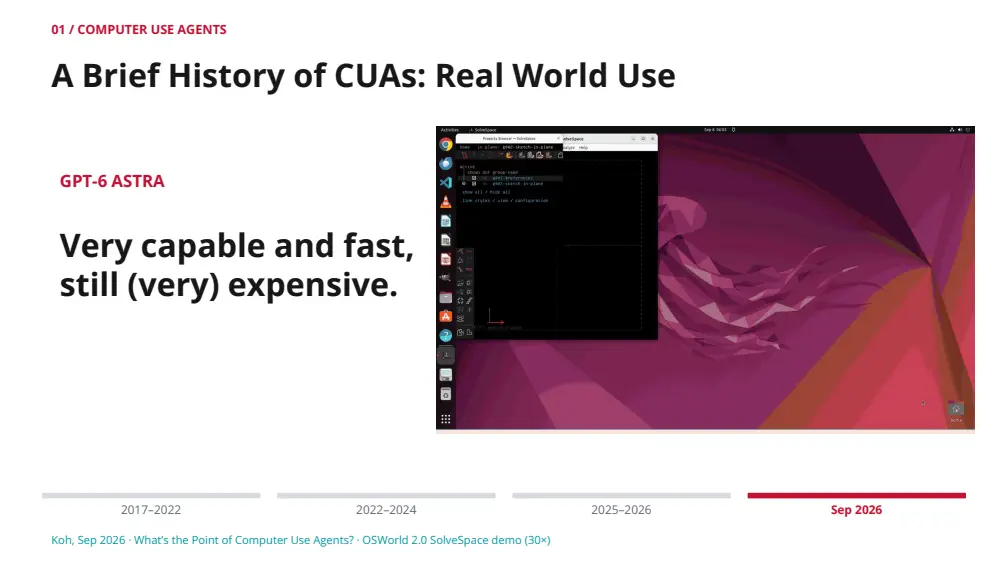 01 / COMPUTER USE AGENTS
A Brief History of CUAs: Real World Use
GPT-6 ASTRA
Very capable and fast,
still (very) expensive.
Activities
SolveSpace
Property Browser — SolveSpace
show all / hide all
line styles / view / configuration
2017–2022
2022–2024
2025–2026
Sep 2026
Koh, Sep 2026 · What's the Point of Computer Use Agents? · OSWorld 2.0 SolveSpace demo (30×)